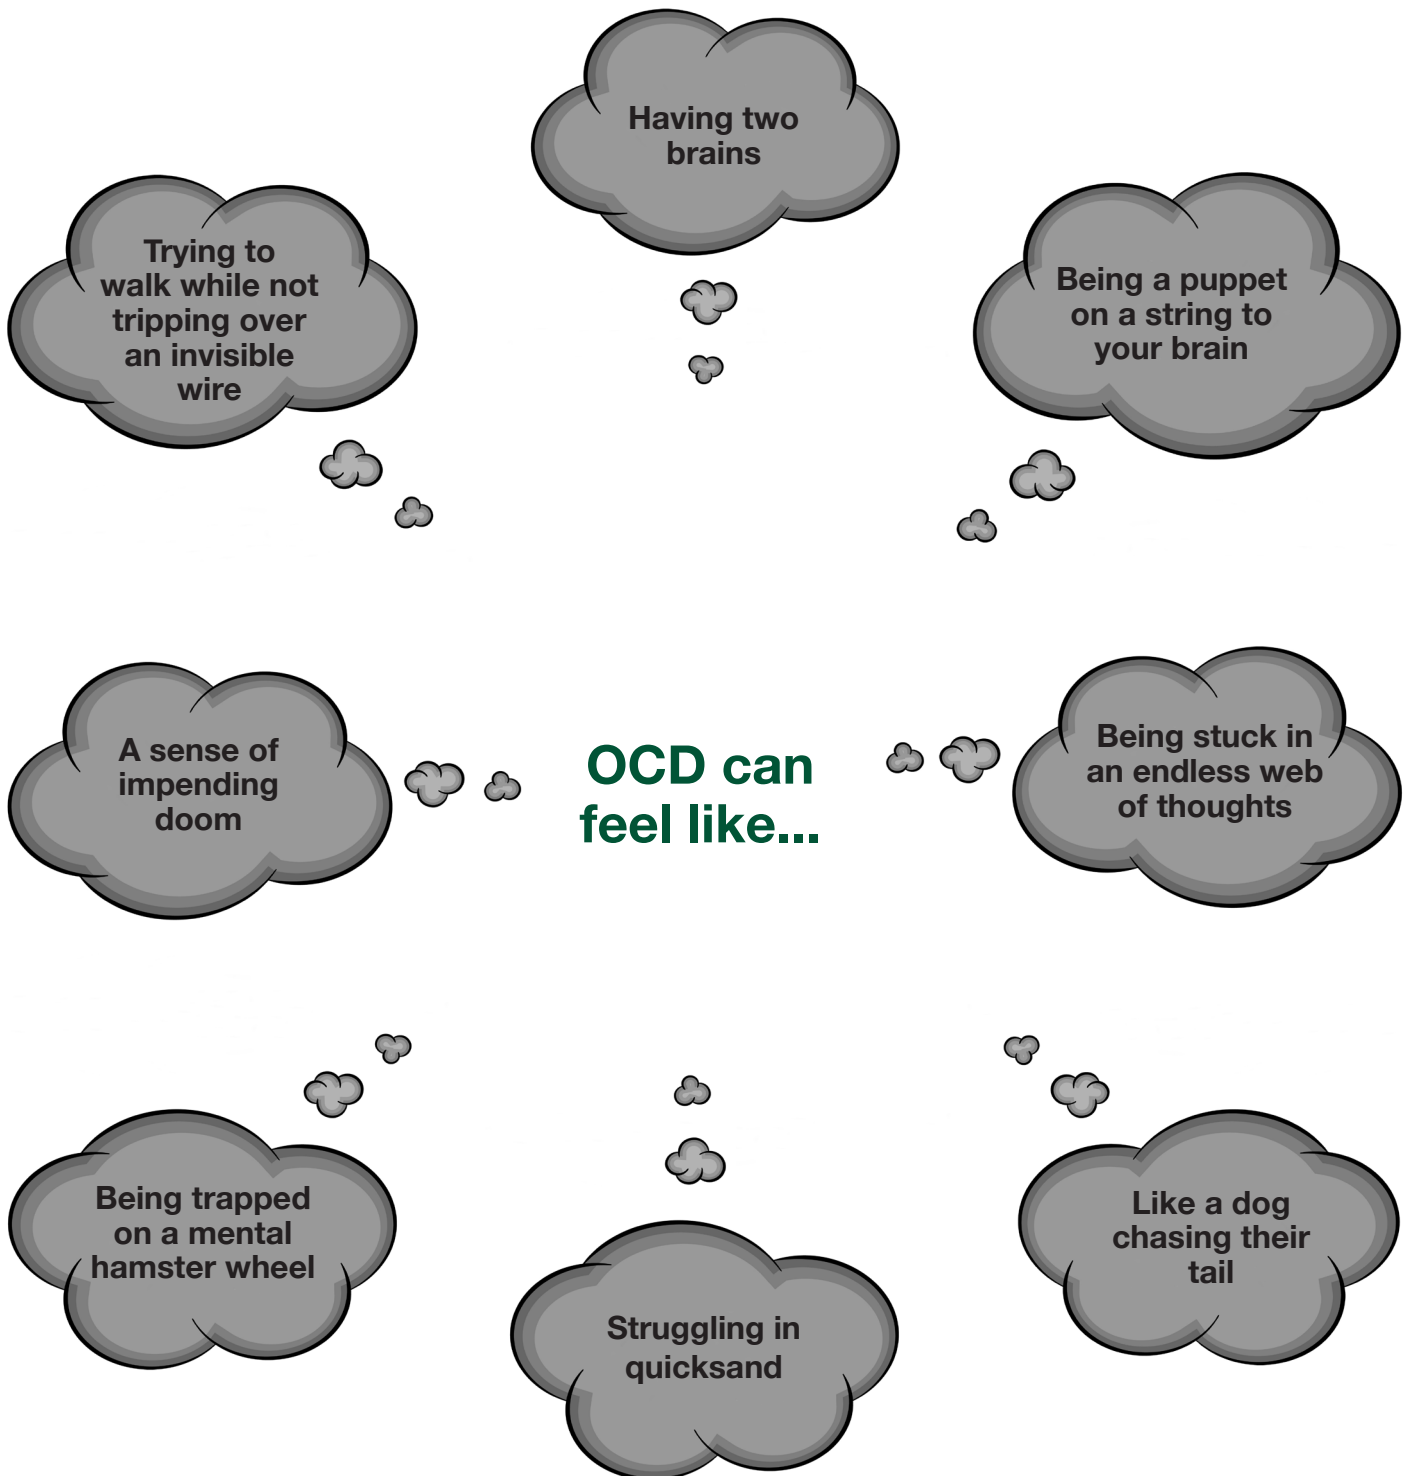 Having two
brains
Trying to
walk while not
tripping over
an invisible
wire
Being a puppet
on a string to
your brain
A sense of
impending
doom
OCD can
feel like...
Being stuck in
an endless web
of thoughts
Being trapped
on a mental
hamster wheel
Struggling in
quicksand
Like a dog
chasing their
tail